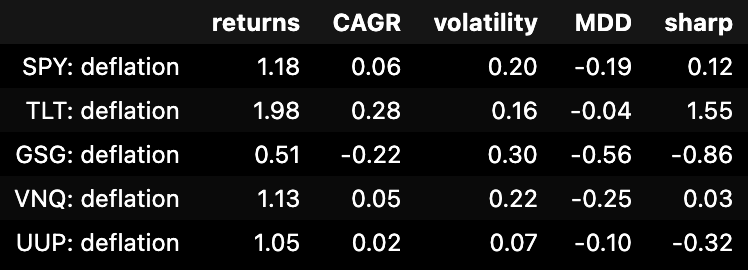 returns CAGR volatility MDD sharp
SPY: deflation 1.18 0.06 0.20 -0.19 0.12
TLT: deflation 1.98 0.28 0.16 -0.04 1.55
GSG: deflation 0.51 -0.22 0.30 -0.56 -0.86
VNQ: deflation 1.13 0.05 0.22 -0.25 0.03
UUP: deflation 1.05 0.02 0.07 -0.10 -0.32